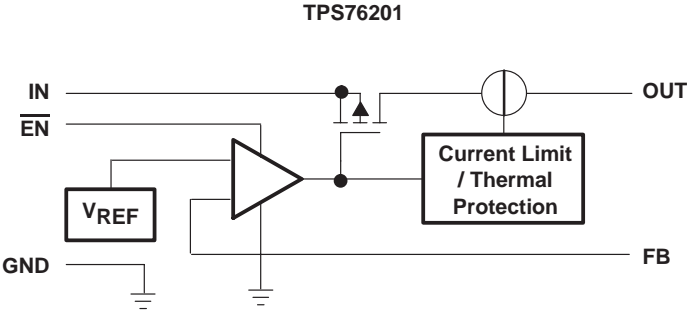 TPS76201
IN
OUT
EN
Current Limit
/ Thermal
Protection
VREF
GND
FB